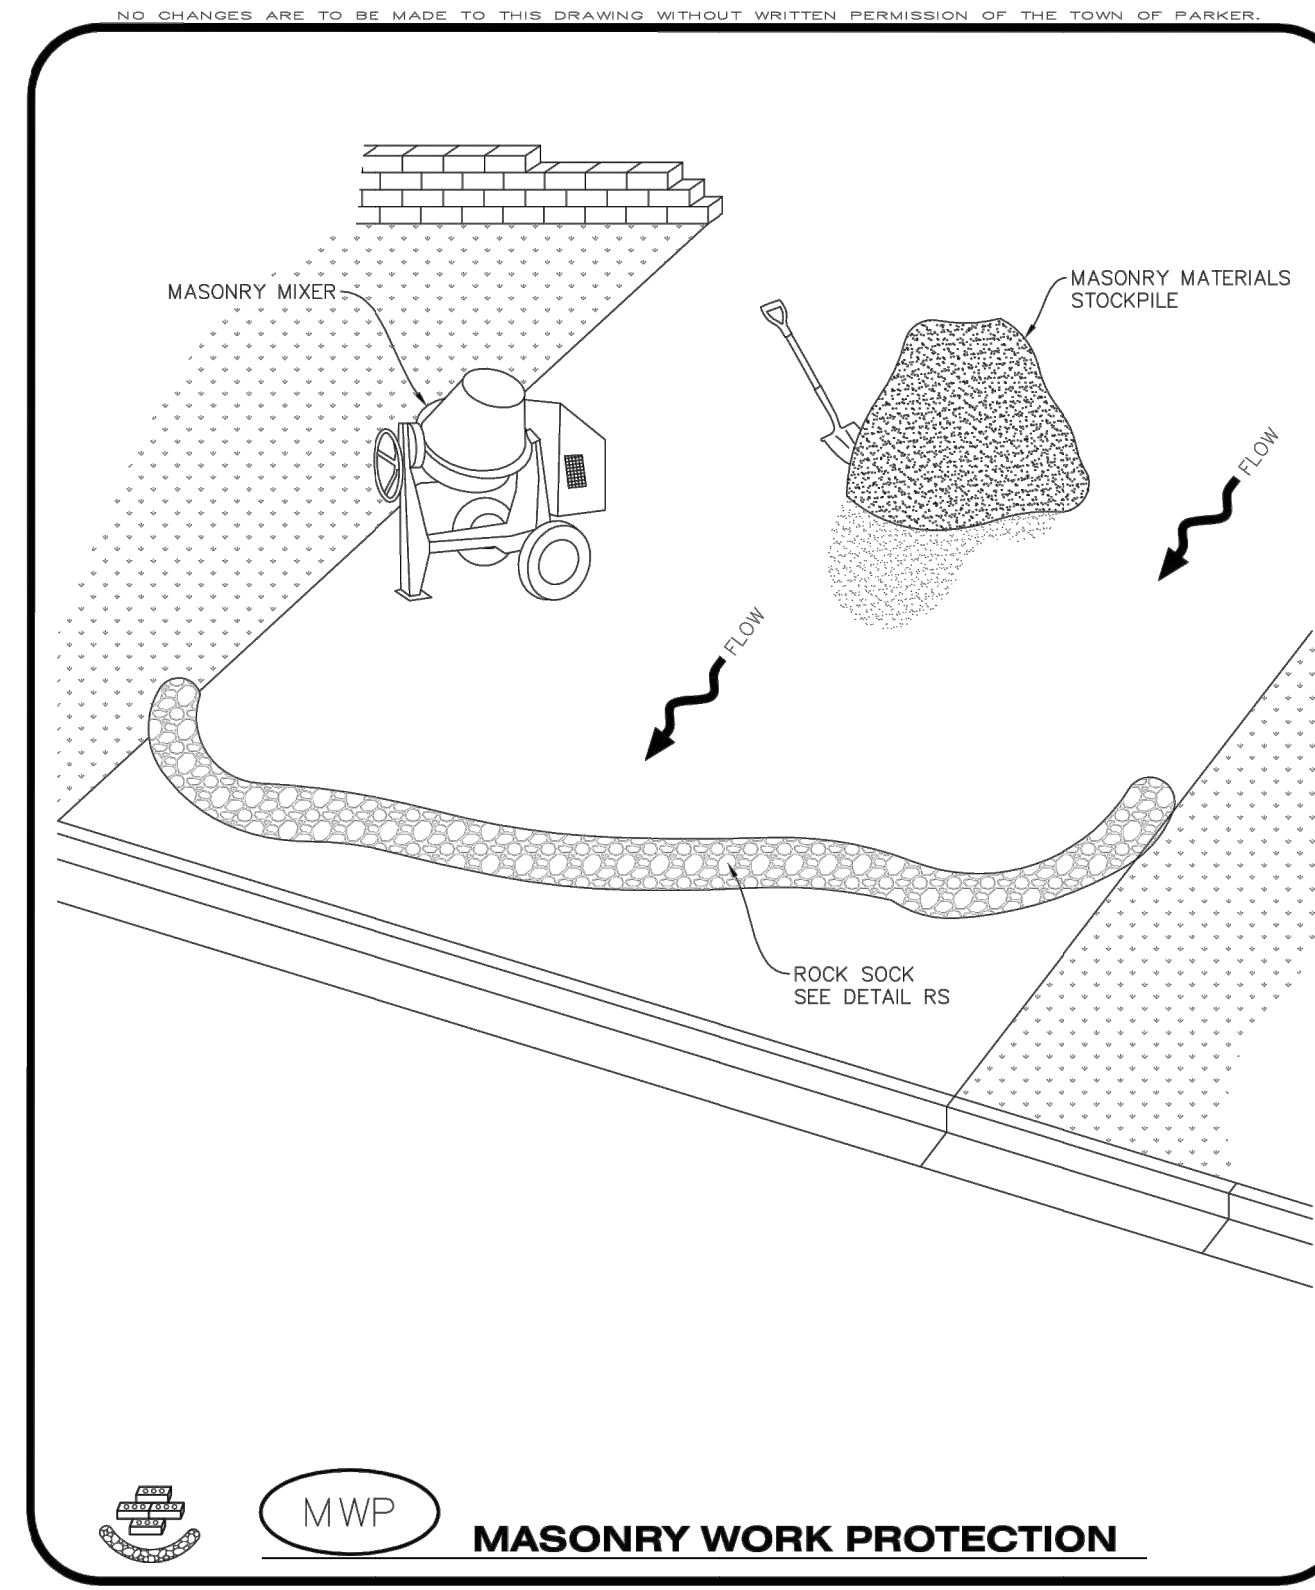 NO CHANGES ARE TO BE MADE TO THIS DRAWING WITHOUT WRITTEN PERMISSION OF THE TOWN OF PARKER.
MASONRY MIXER
MASONRY MATERIALS
STOCKPILE
FLOW
FLOW
ROCK SOCK
SEE DETAIL RS
MWP
MASONRY WORK PROTECTION